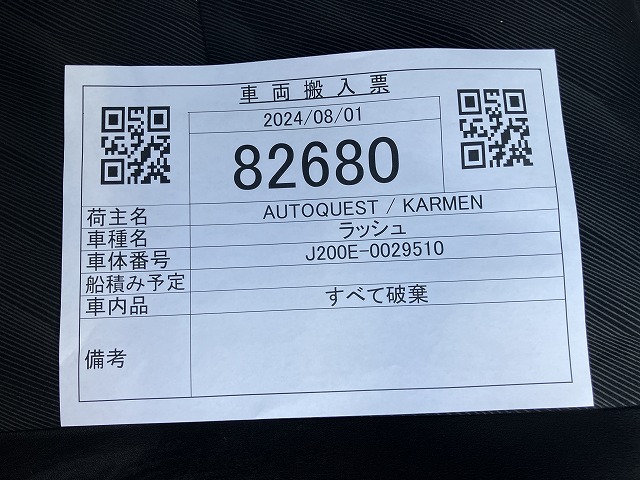 車両搬入票
2024/08/01
82680
荷主名 AUTOQUEST / KARMEN
車種名 ラッシュ
車体番号 J200E-0029510
船積み予定
車内品 すべて破棄
備考